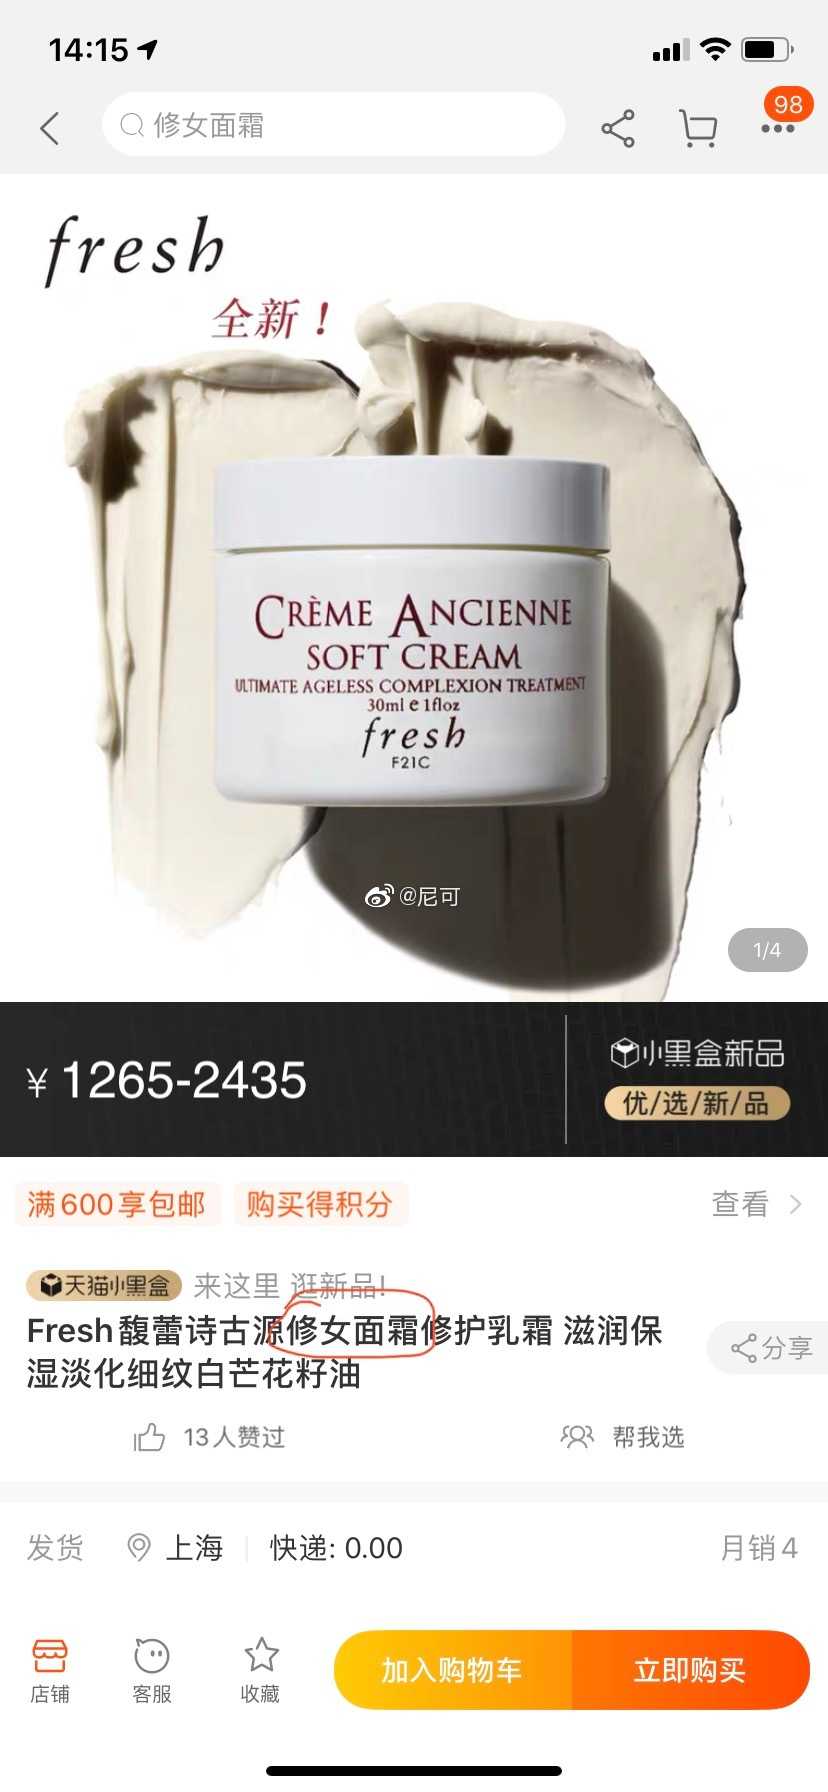 14:15
修女面霜
98
fresh
全新！
CRÈME ANCIENNE
SOFT CREAM
ULTIMATE AGELESS COMPLEXION TREATMENT
30ml e 1floz
fresh
F21C
@尼可
1/4
¥ 1265-2435
小黑盒新品
优/选/新/品
满600享包邮 购买得积分 查看
天猫小黑盒 来这里 逛新品!
Fresh馥蕾诗古源修女面霜修护乳霜 滋润保
湿淡化细纹白芒花籽油
分享
13人赞过 帮我选
发货 上海 快递: 0.00 月销4
店铺 客服 收藏 加入购物车 立即购买